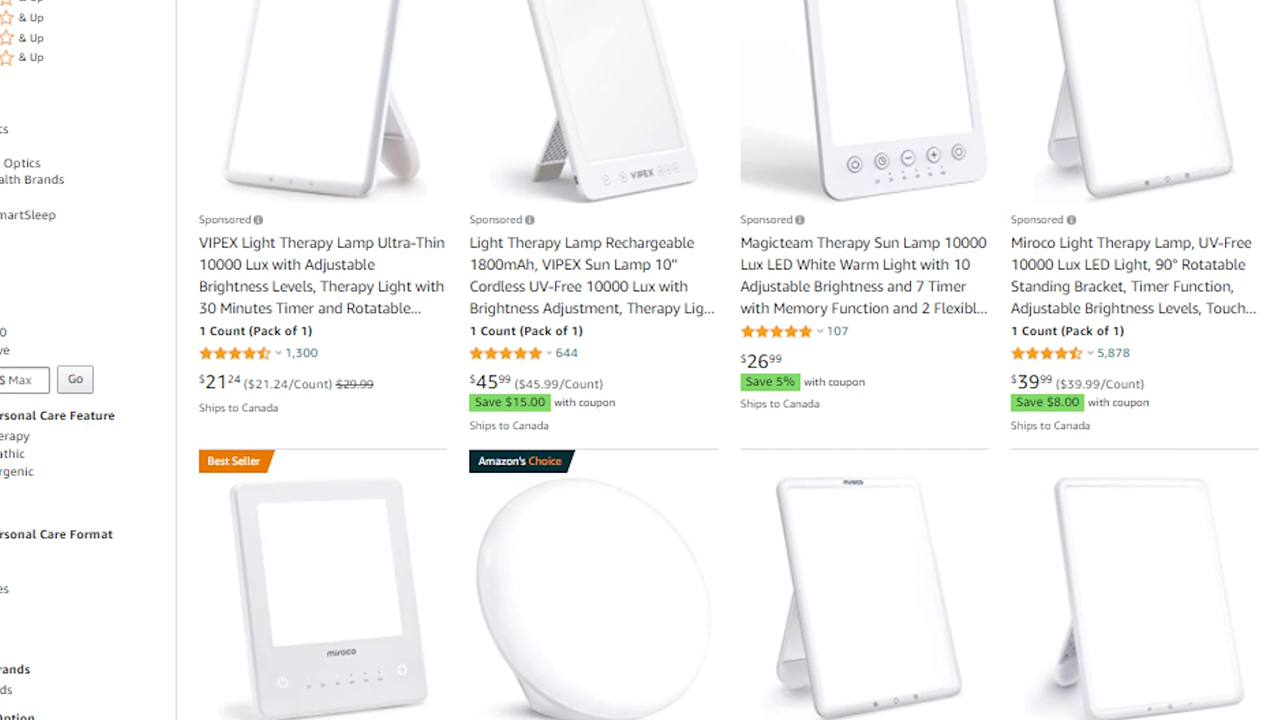 & Up
& Up
& Up
Optics
alth Brands
martSleep
$ Max
Go
rsonal Care Feature
erapy
athic
rgenic
rsonal Care Format
es
rands
ds
Option
VIPEX
Sponsored
VIPEX Light Therapy Lamp Ultra-Thin
10000 Lux with Adjustable
Brightness Levels, Therapy Light with
30 Minutes Timer and Rotatable...
1 Count (Pack of 1)
1,300
$21.24 ($21.24/Count) $29.99
Ships to Canada
Sponsored
Light Therapy Lamp Rechargeable
1800mAh, VIPEX Sun Lamp 10"
Cordless UV-Free 10000 Lux with
Brightness Adjustment, Therapy Lig...
1 Count (Pack of 1)
644
$45.99 ($45.99/Count)
Save $15.00 with coupon
Ships to Canada
Sponsored
Magicteam Therapy Sun Lamp 10000
Lux LED White Warm Light with 10
Adjustable Brightness and 7 Timer
with Memory Function and 2 Flexibl...
107
$26.99
Save 5% with coupon
Ships to Canada
Sponsored
Miroco Light Therapy Lamp, UV-Free
10000 Lux LED Light, 90° Rotatable
Standing Bracket, Timer Function,
Adjustable Brightness Levels, Touch...
1 Count (Pack of 1)
5,878
$39.99 ($39.99/Count)
Save $8.00 with coupon
Ships to Canada
Best Seller
miroco
Amazon's Choice
miroco